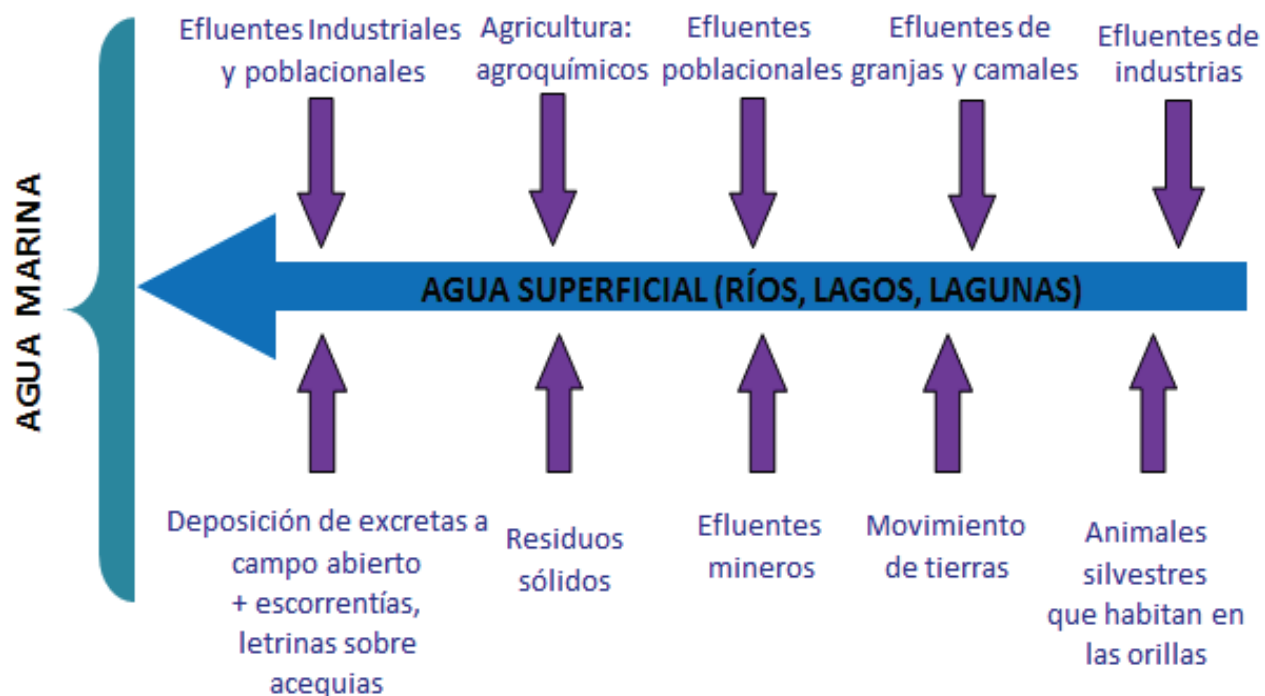 Efluentes Industriales
y poblacionales
Agricultura:
agroquímicos
Efluentes
poblacionales
Efluentes de
granjas y camales
Efluentes de
industrias
AGUA MARINA
AGUA SUPERFICIAL (RÍOS, LAGOS, LAGUNAS)
Deposición de excretas a
campo abierto
+ escorrentías,
letrinas sobre
acequias
Residuos
sólidos
Efluentes
mineros
Movimiento
de tierras
Animales
silvestres
que habitan en
las orillas